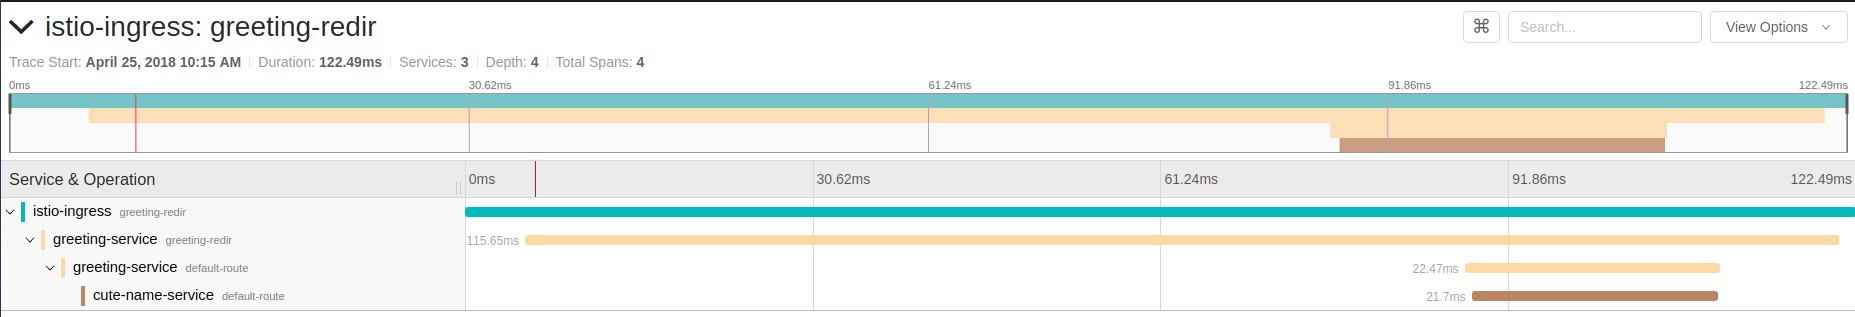 istio-ingress: greeting-redir
⌘ Search... View Options
Trace Start: April 25, 2018 10:15 AM Duration: 122.49ms Services: 3 Depth: 4 Total Spans: 4
0ms 30.62ms 61.24ms 91.86ms 122.49ms
Service & Operation 0ms 30.62ms 61.24ms 91.86ms 122.49ms
istio-ingress greeting-redir
greeting-service greeting-redir 115.65ms
greeting-service default-route 22.47ms
cute-name-service default-route 21.7ms